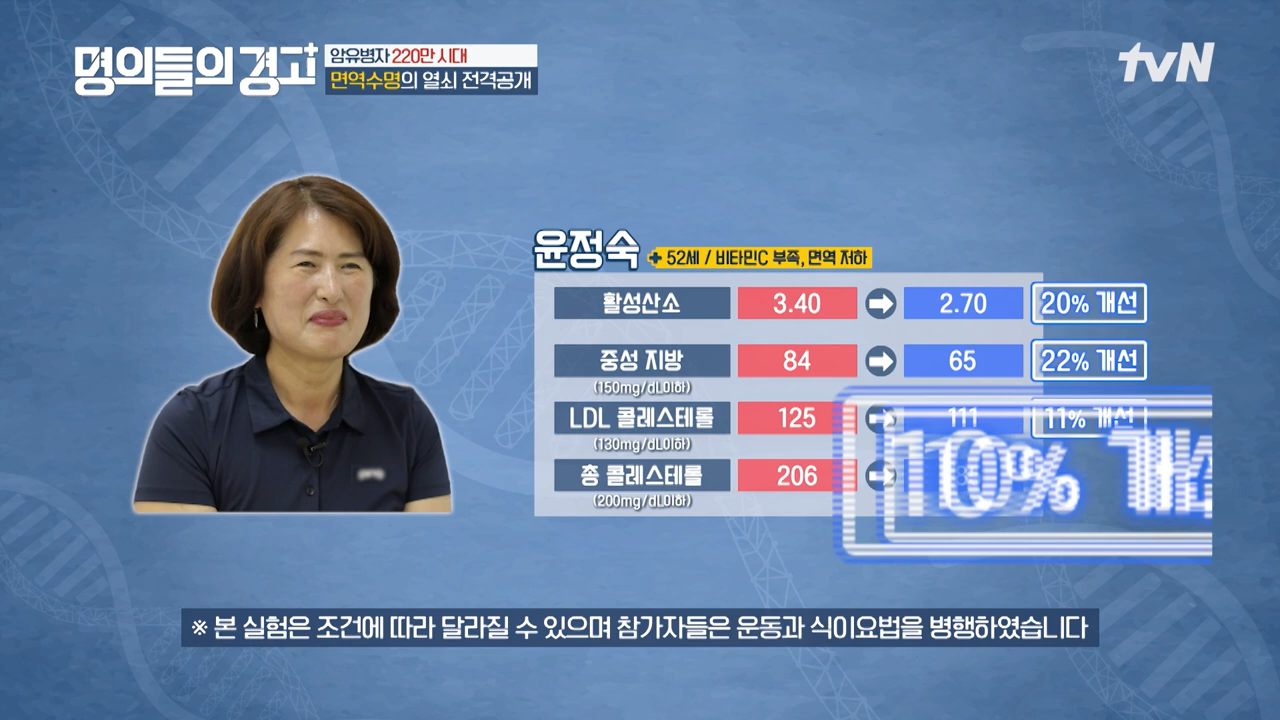 명의들의 경고+
암유병자 220만 시대
면역수명의 열쇠 전격공개
tvN
윤정숙 + 52세 / 비타민C 부족, 면역 저하
활성산소 3.40 ➡ 2.70 20% 개선
중성 지방 84 ➡ 65 22% 개선
(150mg/dL이하)
LDL 콜레스테롤 125 ➡ 111 11% 개선
(130mg/dL이하)
총 콜레스테롤 206 ➡ 10% 개선
(200mg/dL이하)
※ 본 실험은 조건에 따라 달라질 수 있으며 참가자들은 운동과 식이요법을 병행하였습니다